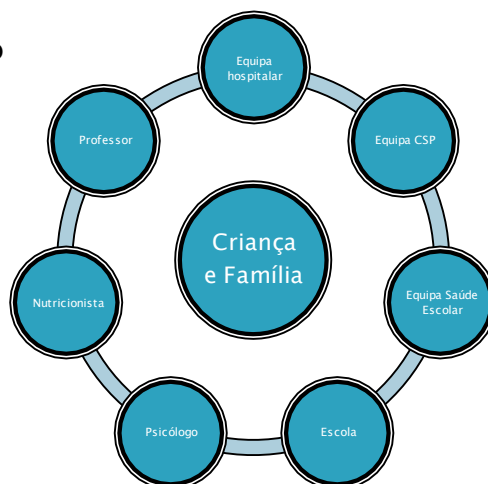 Equipa
hospitalar
Equipa CSP
Equipa Saúde
Escolar
Escola
Psicólogo
Nutricionista
Professor
Criança
e Família